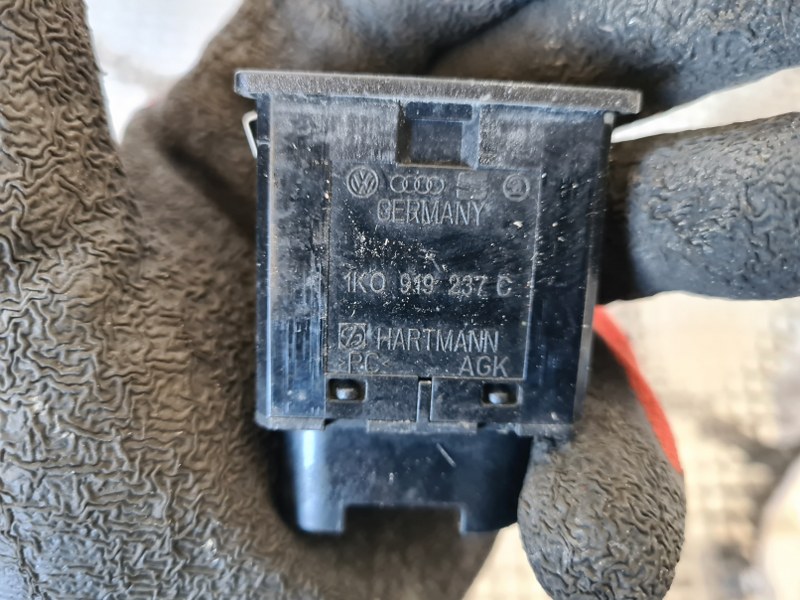 GERMANY
1K0 919 237 C
HARTMANN
PC AGK